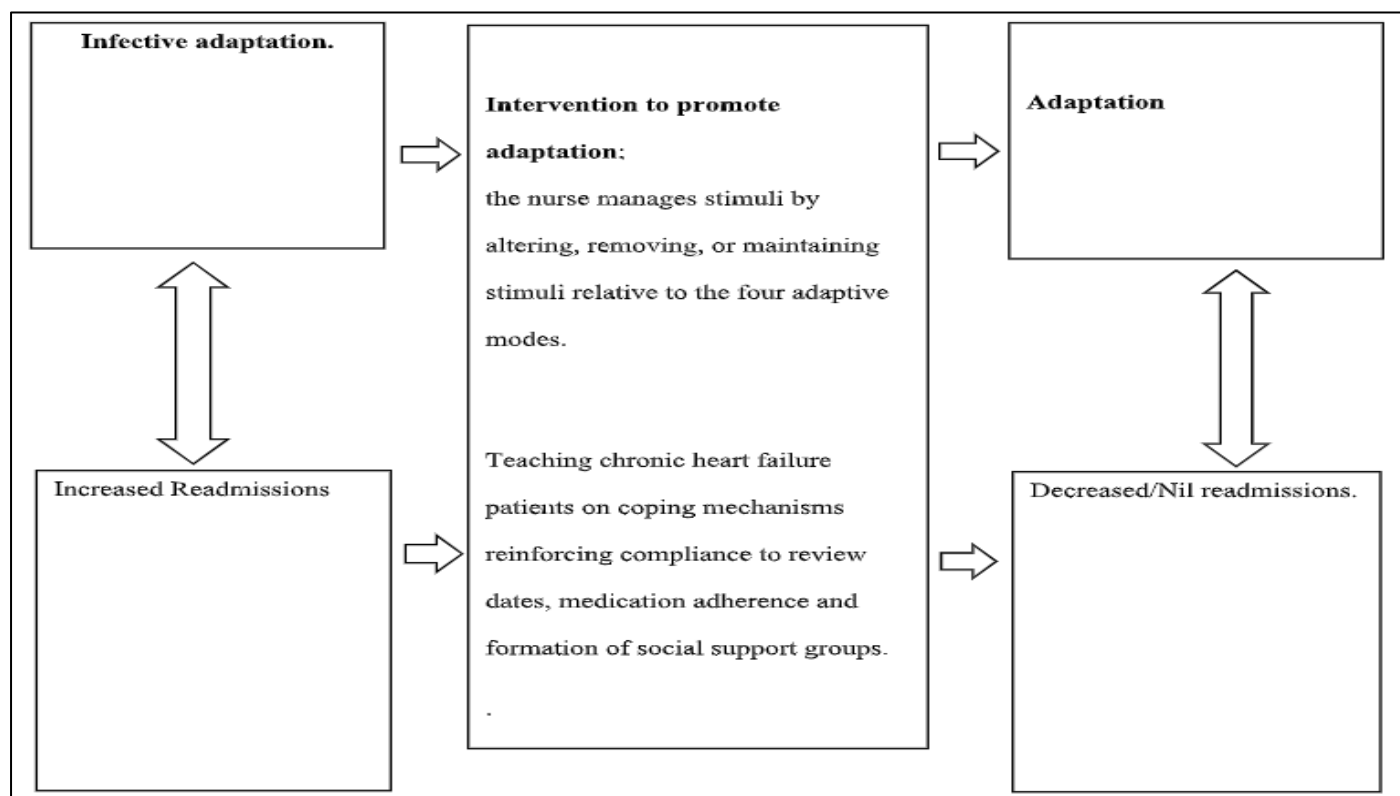 Infective adaptation.
Increased Readmissions
Intervention to promote
adaptation;
the nurse manages stimuli by
altering, removing, or maintaining
stimuli relative to the four adaptive
modes.
Teaching chronic heart failure
patients on coping mechanisms
reinforcing compliance to review
dates, medication adherence and
formation of social support groups.
.
Adaptation
Decreased/Nil readmissions.